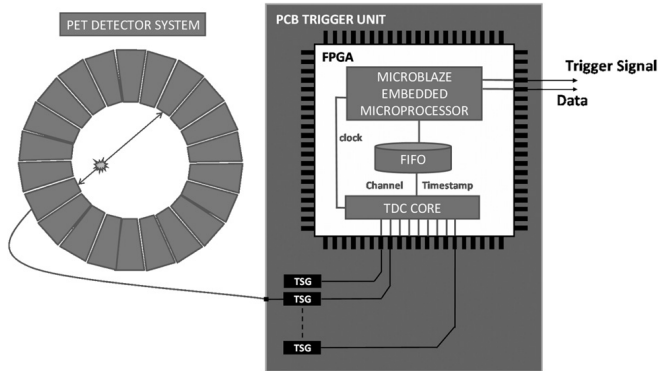 PET DETECTOR SYSTEM
PCB TRIGGER UNIT
FPGA
MICROBLAZE
EMBEDDED
MICROPROCESSOR
Trigger Signal
Data
clock
FIFO
Channel Timestamp
TDC CORE
TSG
TSG
TSG